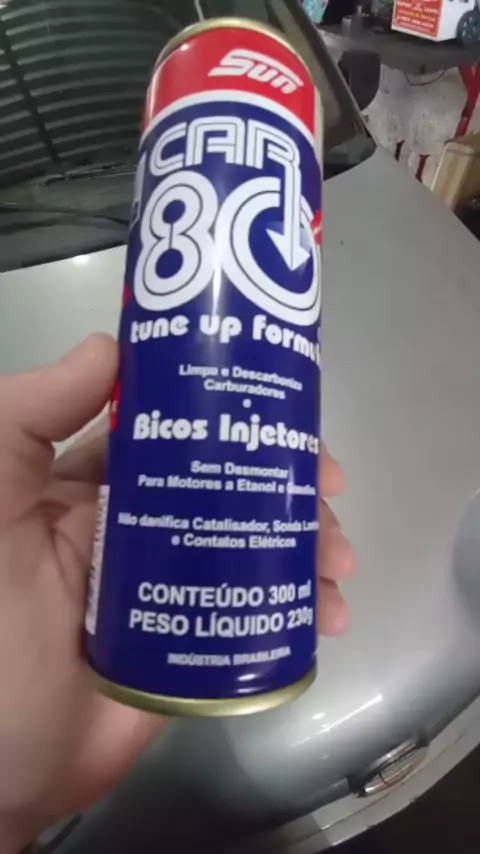 Sun
CAR
80
tune up formu
Limpa e Descarboniza
Carburadores
e
Bicos Injetores
Sem Desmontar
Para Motores a Etanol e Gasolina
Não danifica Catalisador, Sonda Lam
e Contatos Elétricos
CONTEÚDO 300 ml
PESO LÍQUIDO 230g
INDÚSTRIA BRASILEIRA